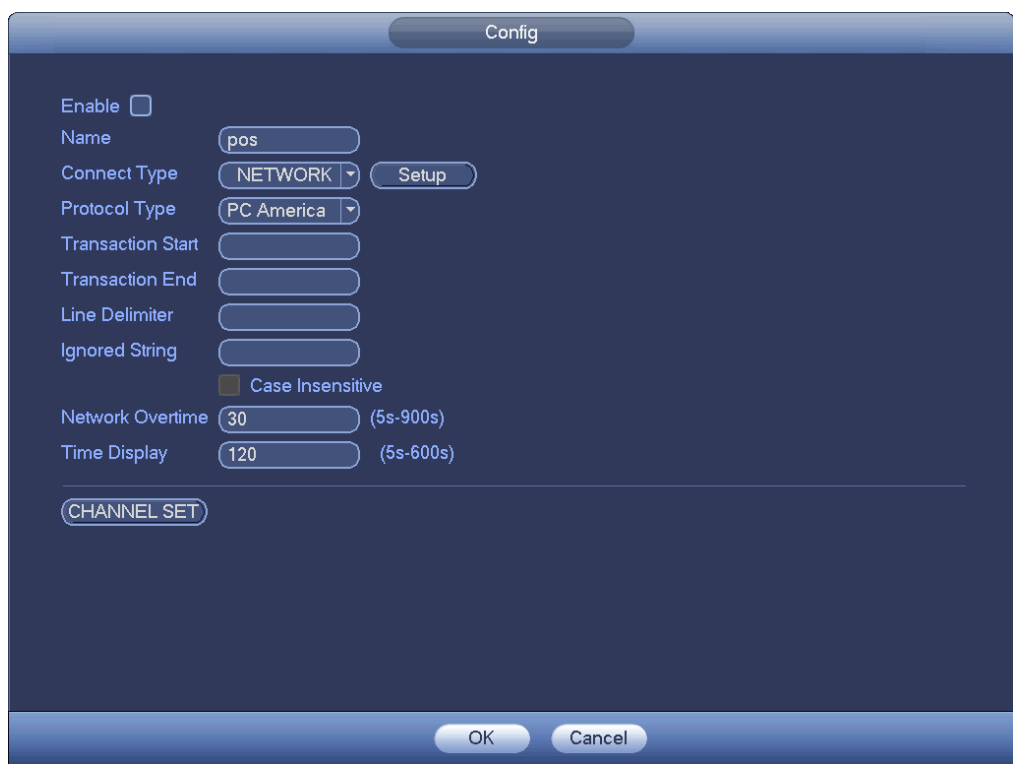 Config
Enable
Name pos
Connect Type NETWORK Setup
Protocol Type PC America
Transaction Start
Transaction End
Line Delimiter
Ignored String
Case Insensitive
Network Overtime 30 (5s-900s)
Time Display 120 (5s-600s)
CHANNEL SET
OK Cancel